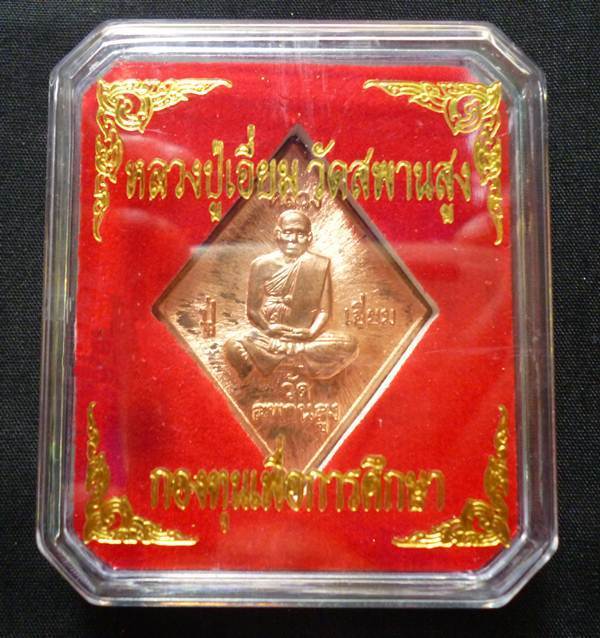 หลวงปู่เอี่ยม วัดสพานสูง
ปู่ เอี่ยม
วัด
สพานสูง
กองทุนเพื่อการศึกษา